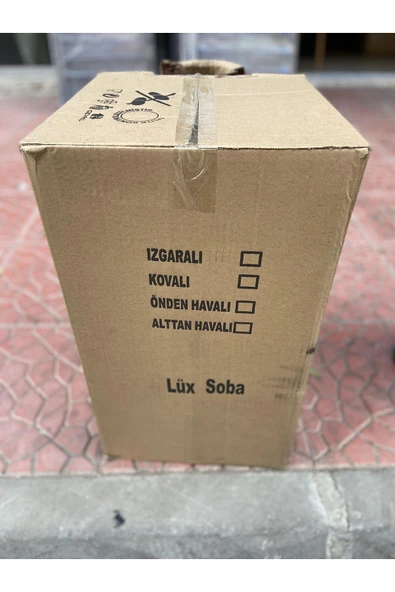 IZGARALI
KOVALI
ÖNDEN HAVALI
ALTTAN HAVALI
Lüx Soba